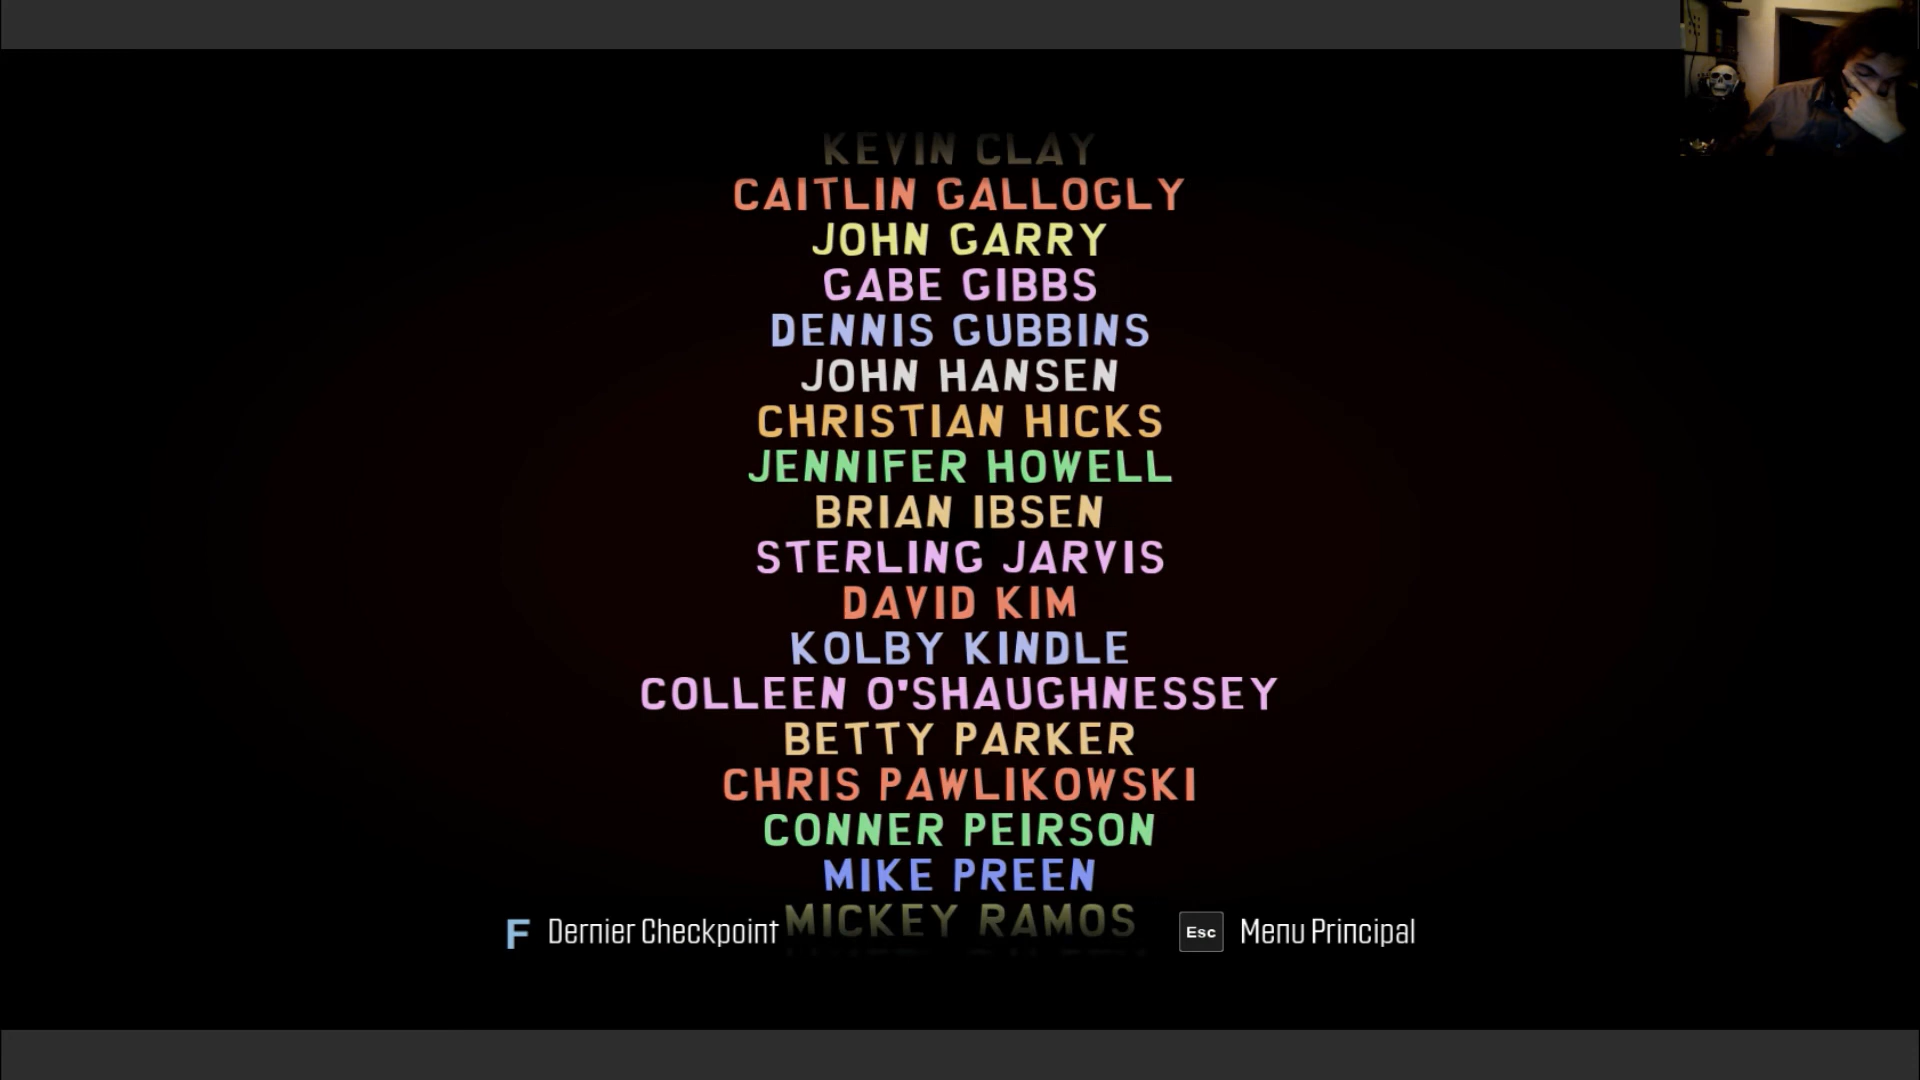 KEVIN CLAY
CAITLIN GALLOGLY
JOHN GARRY
GABE GIBBS
DENNIS GUBBINS
JOHN HANSEN
CHRISTIAN HICKS
JENNIFER HOWELL
BRIAN IBSEN
STERLING JARVIS
DAVID KIM
KOLBY KINDLE
COLLEEN O'SHAUGHNESSEY
BETTY PARKER
CHRIS PAWLIKOWSKI
CONNER PEIRSON
MIKE PREEN
MICKEY RAMOS
F Dernier Checkpoint
Esc Menu Principal